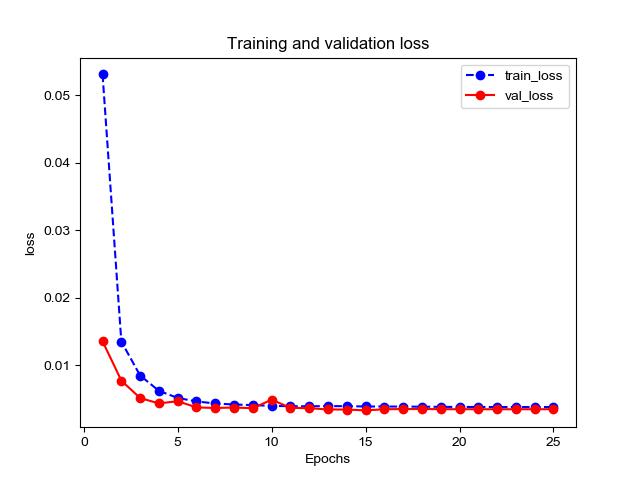 Training and validation loss
train_loss
val_loss
0.05
0.04
0.03
0.02
0.01
loss
0 5 10 15 20 25
Epochs